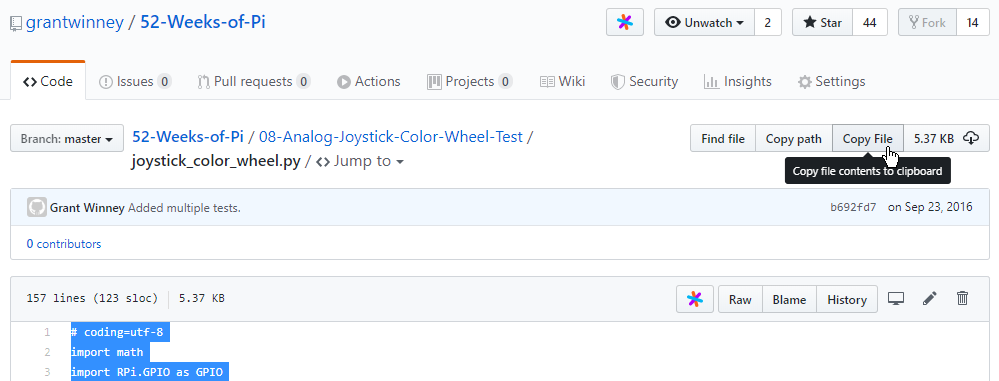 grantwinney / 52-Weeks-of-Pi
Unwatch 2 Star 44 Fork 14
Code Issues 0 Pull requests 0 Actions Projects 0 Wiki Security Insights Settings
Branch: master 52-Weeks-of-Pi / 08-Analog-Joystick-Color-Wheel-Test / Find file Copy path Copy File 5.37 KB
joystick_color_wheel.py / <> Jump to
Copy file contents to clipboard
Grant Winney Added multiple tests. b692fd7 on Sep 23, 2016
0 contributors
157 lines (123 sloc) 5.37 KB Raw Blame History
1 # coding=utf-8
2 import math
3 import RPi.GPIO as GPIO